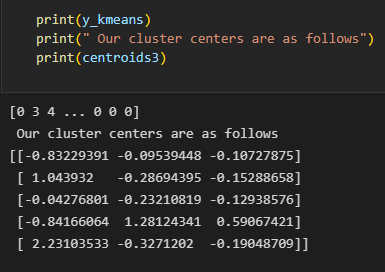 print(y_kmeans)
print(" Our cluster centers are as follows")
print(centroids3)
[0 3 4 ... 0 0 0]
 Our cluster centers are as follows
[[-0.83229391 -0.09539448 -0.10727875]
 [ 1.043932   -0.28694395 -0.15288658]
 [-0.04276801 -0.23210819 -0.12938576]
 [-0.84166064  1.28124341  0.59067421]
 [ 2.23103533 -0.3271202  -0.19048709]]